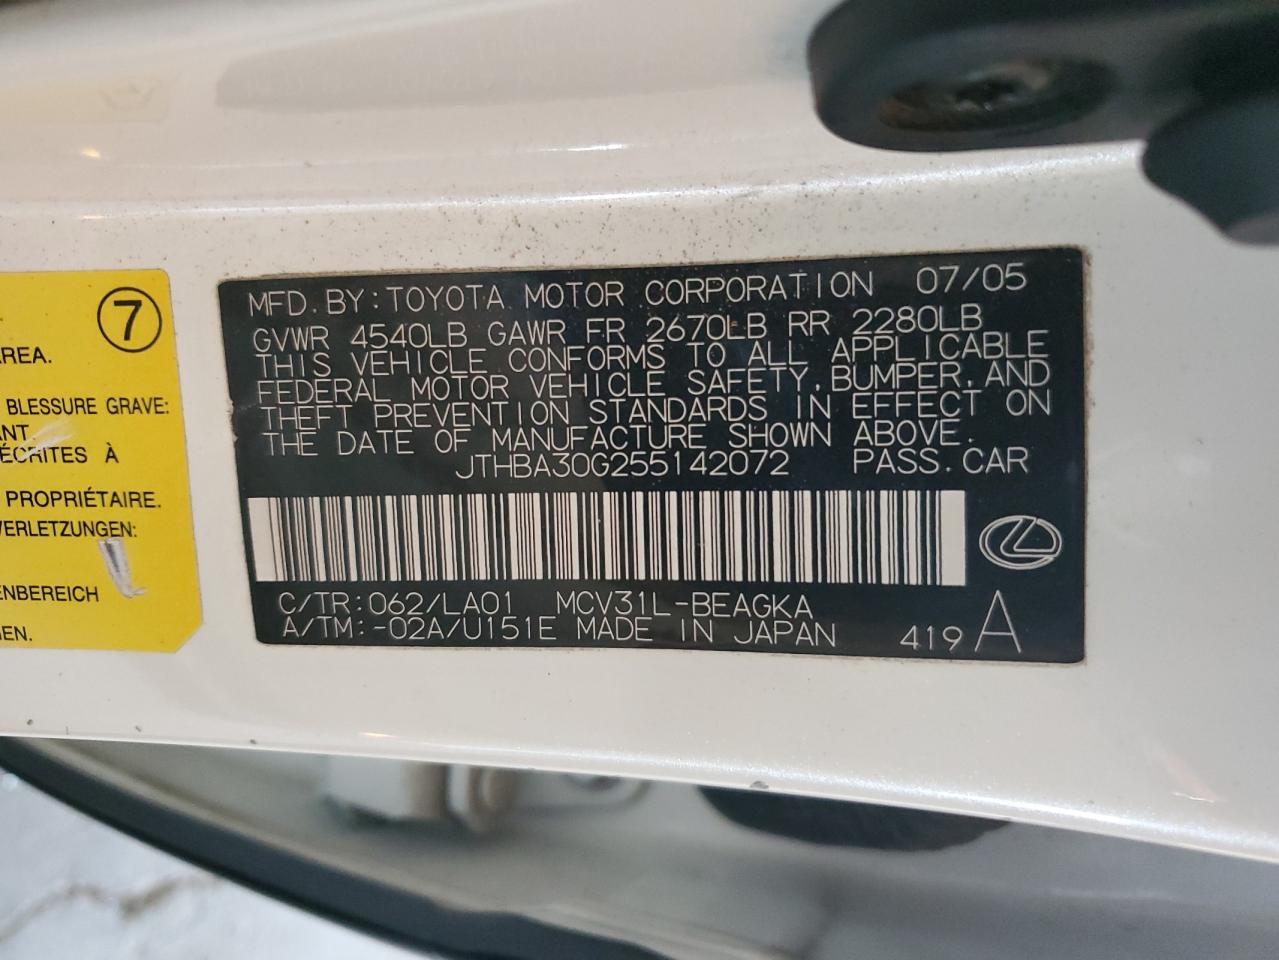 7
AREA.
BLESSURE GRAVE:
ANT
ÉCRITES À
PROPRIÉTAIRE.
VERLETZUNGEN:
ENBEREICH
EN.
MFD. BY: TOYOTA MOTOR CORPORATION 07/05
GVWR 4540LB GAWR FR 2670LB RR 2280LB
THIS VEHICLE CONFORMS TO ALL APPLICABLE
FEDERAL MOTOR VEHICLE SAFETY, BUMPER, AND
THEFT PREVENTION STANDARDS IN EFFECT ON
THE DATE OF MANUFACTURE SHOWN ABOVE.
JTHBA30G255142072 PASS. CAR
C/TR: 062/LA01 MCV31L-BEAGKA
A/TM: -02A/U151E MADE IN JAPAN 419 A